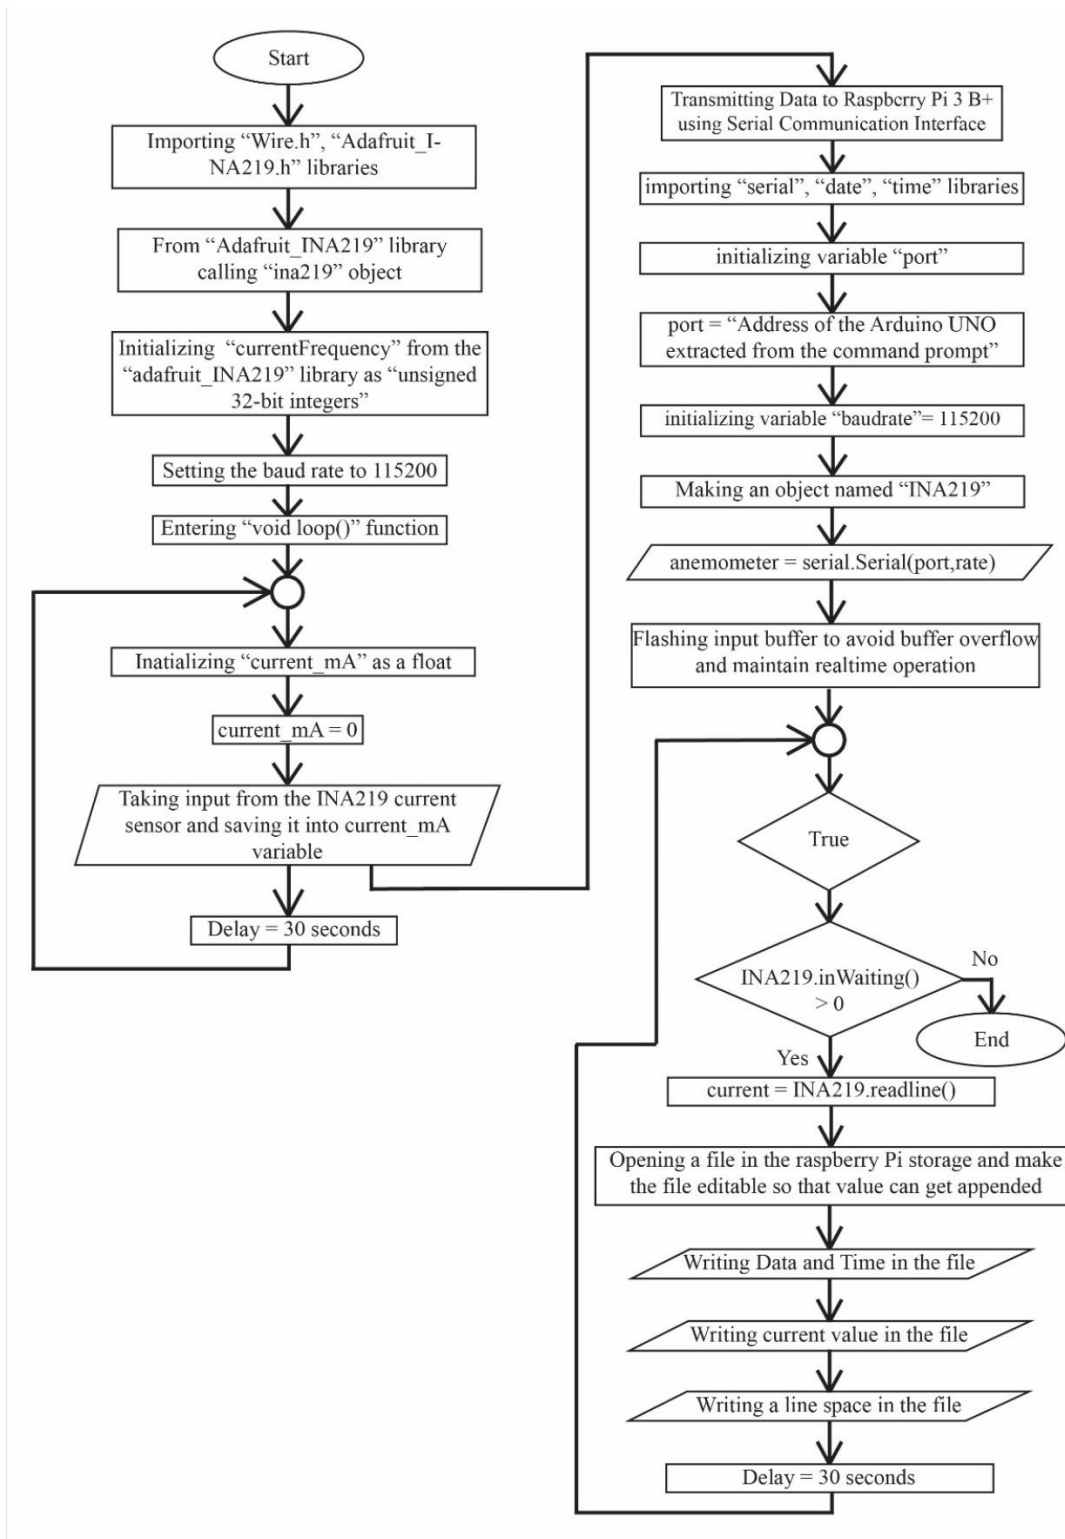 Start
Importing “Wire.h”, “Adafruit_I-
NA219.h” libraries
From “Adafruit_INA219” library
calling “ina219” object
Initializing “currentFrequency” from the
“adafruit_INA219” library as “unsigned
32-bit integers”
Setting the baud rate to 115200
Entering “void loop()” function
Inatializing “current_mA” as a float
current_mA = 0
Taking input from the INA219 current
sensor and saving it into current_mA
variable
Delay = 30 seconds
Transmitting Data to Raspberry Pi 3 B+
using Serial Communication Interface
importing “serial”, “date”, “time” libraries
initializing variable “port”
port = “Address of the Arduino UNO
extracted from the command prompt”
initializing variable “baudrate”= 115200
Making an object named “INA219”
anemometer = serial.Serial(port,rate)
Flashing input buffer to avoid buffer overflow
and maintain realtime operation
True
INA219.inWaiting()
> 0
No
End
Yes
current = INA219.readline()
Opening a file in the raspberry Pi storage and make
the file editable so that value can get appended
Writing Data and Time in the file
Writing current value in the file
Writing a line space in the file
Delay = 30 seconds